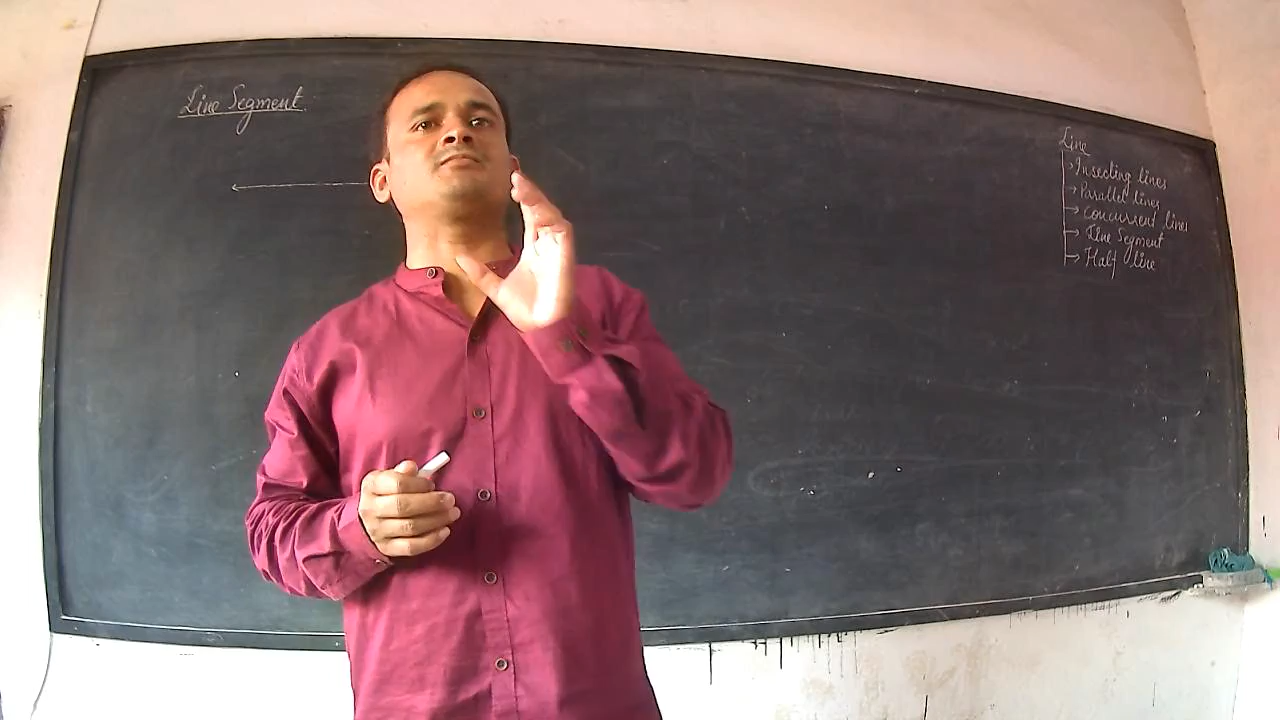 Line Segment
Line
Insecting lines
Parallel lines
concurrent lines
Line Segment
Half line